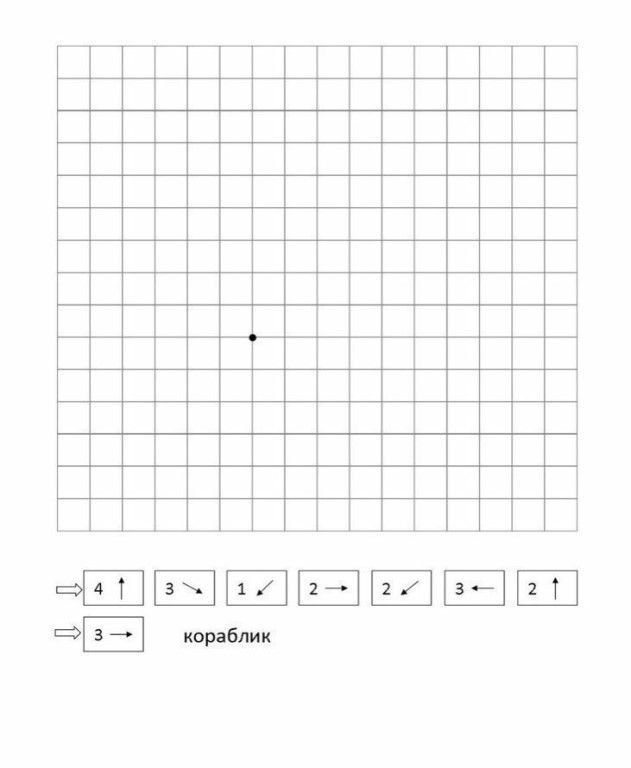 ⇨ 4 ↑ 3 ↘ 1 ↙ 2 → 2 ↙ 3 ← 2 ↑
⇨ 3 → кораблик